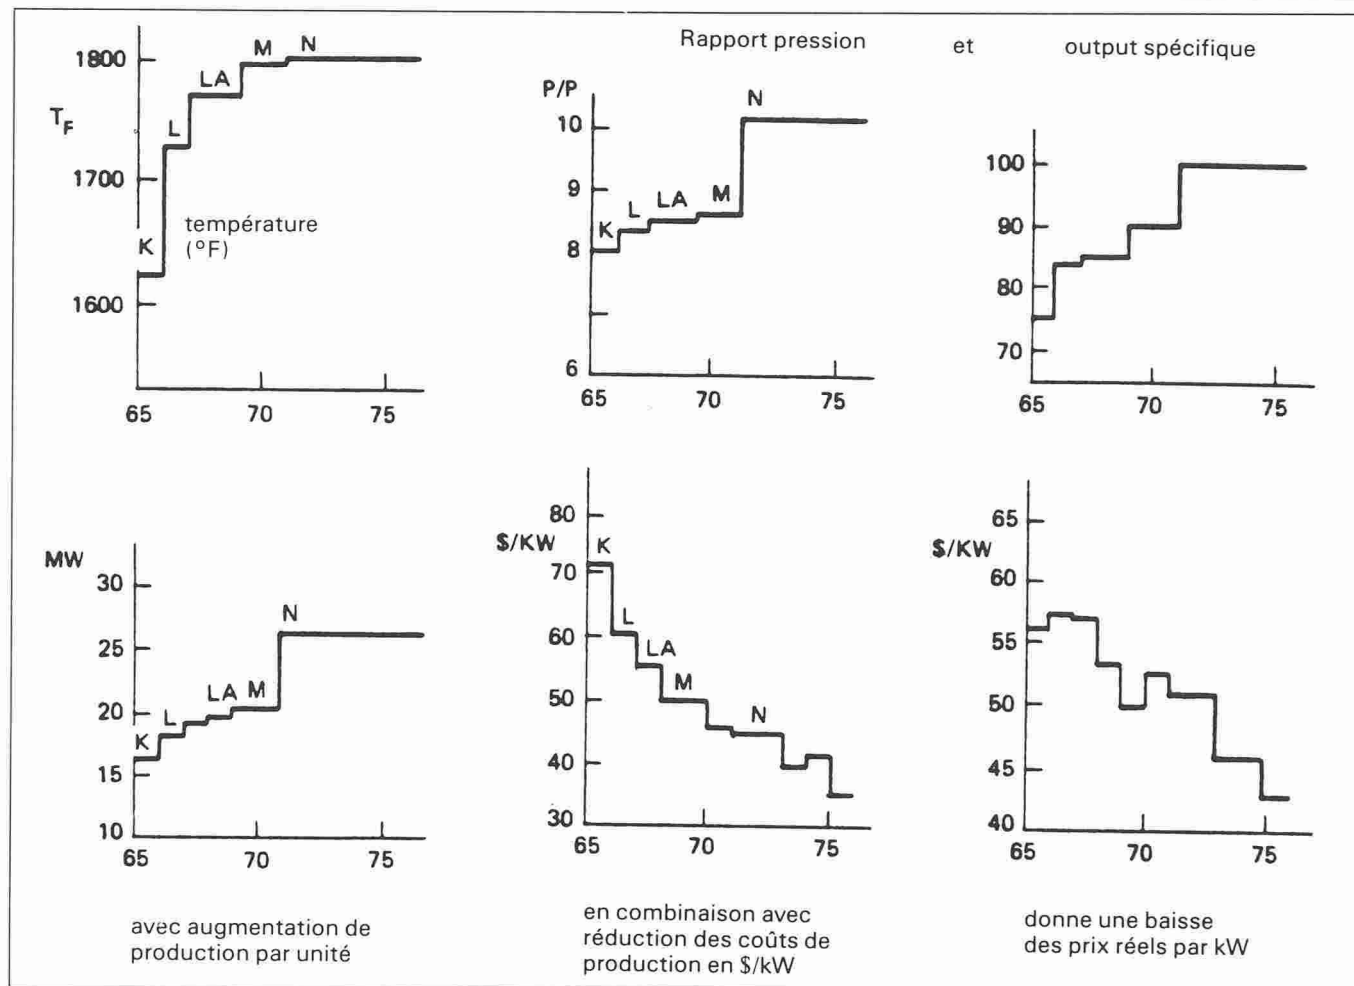 Rapport pression et output spécifique
1800
1700
1600
T_F
K
L
LA
M
N
température
(°F)
65 70 75
P/P
10
9
8
6
K
L
LA
M
N
65 70 75
100
90
80
70
65 70 75
MW
30
25
20
15
10
K
L
LA
M
N
65 70 75
avec augmentation de
production par unité
$/KW
80
70
60
50
40
30
K
L
LA
M
N
65 70 75
en combinaison avec
réduction des coûts de
production en $/kW
$/KW
65
60
55
50
45
40
65 70 75
donne une baisse
des prix réels par kW